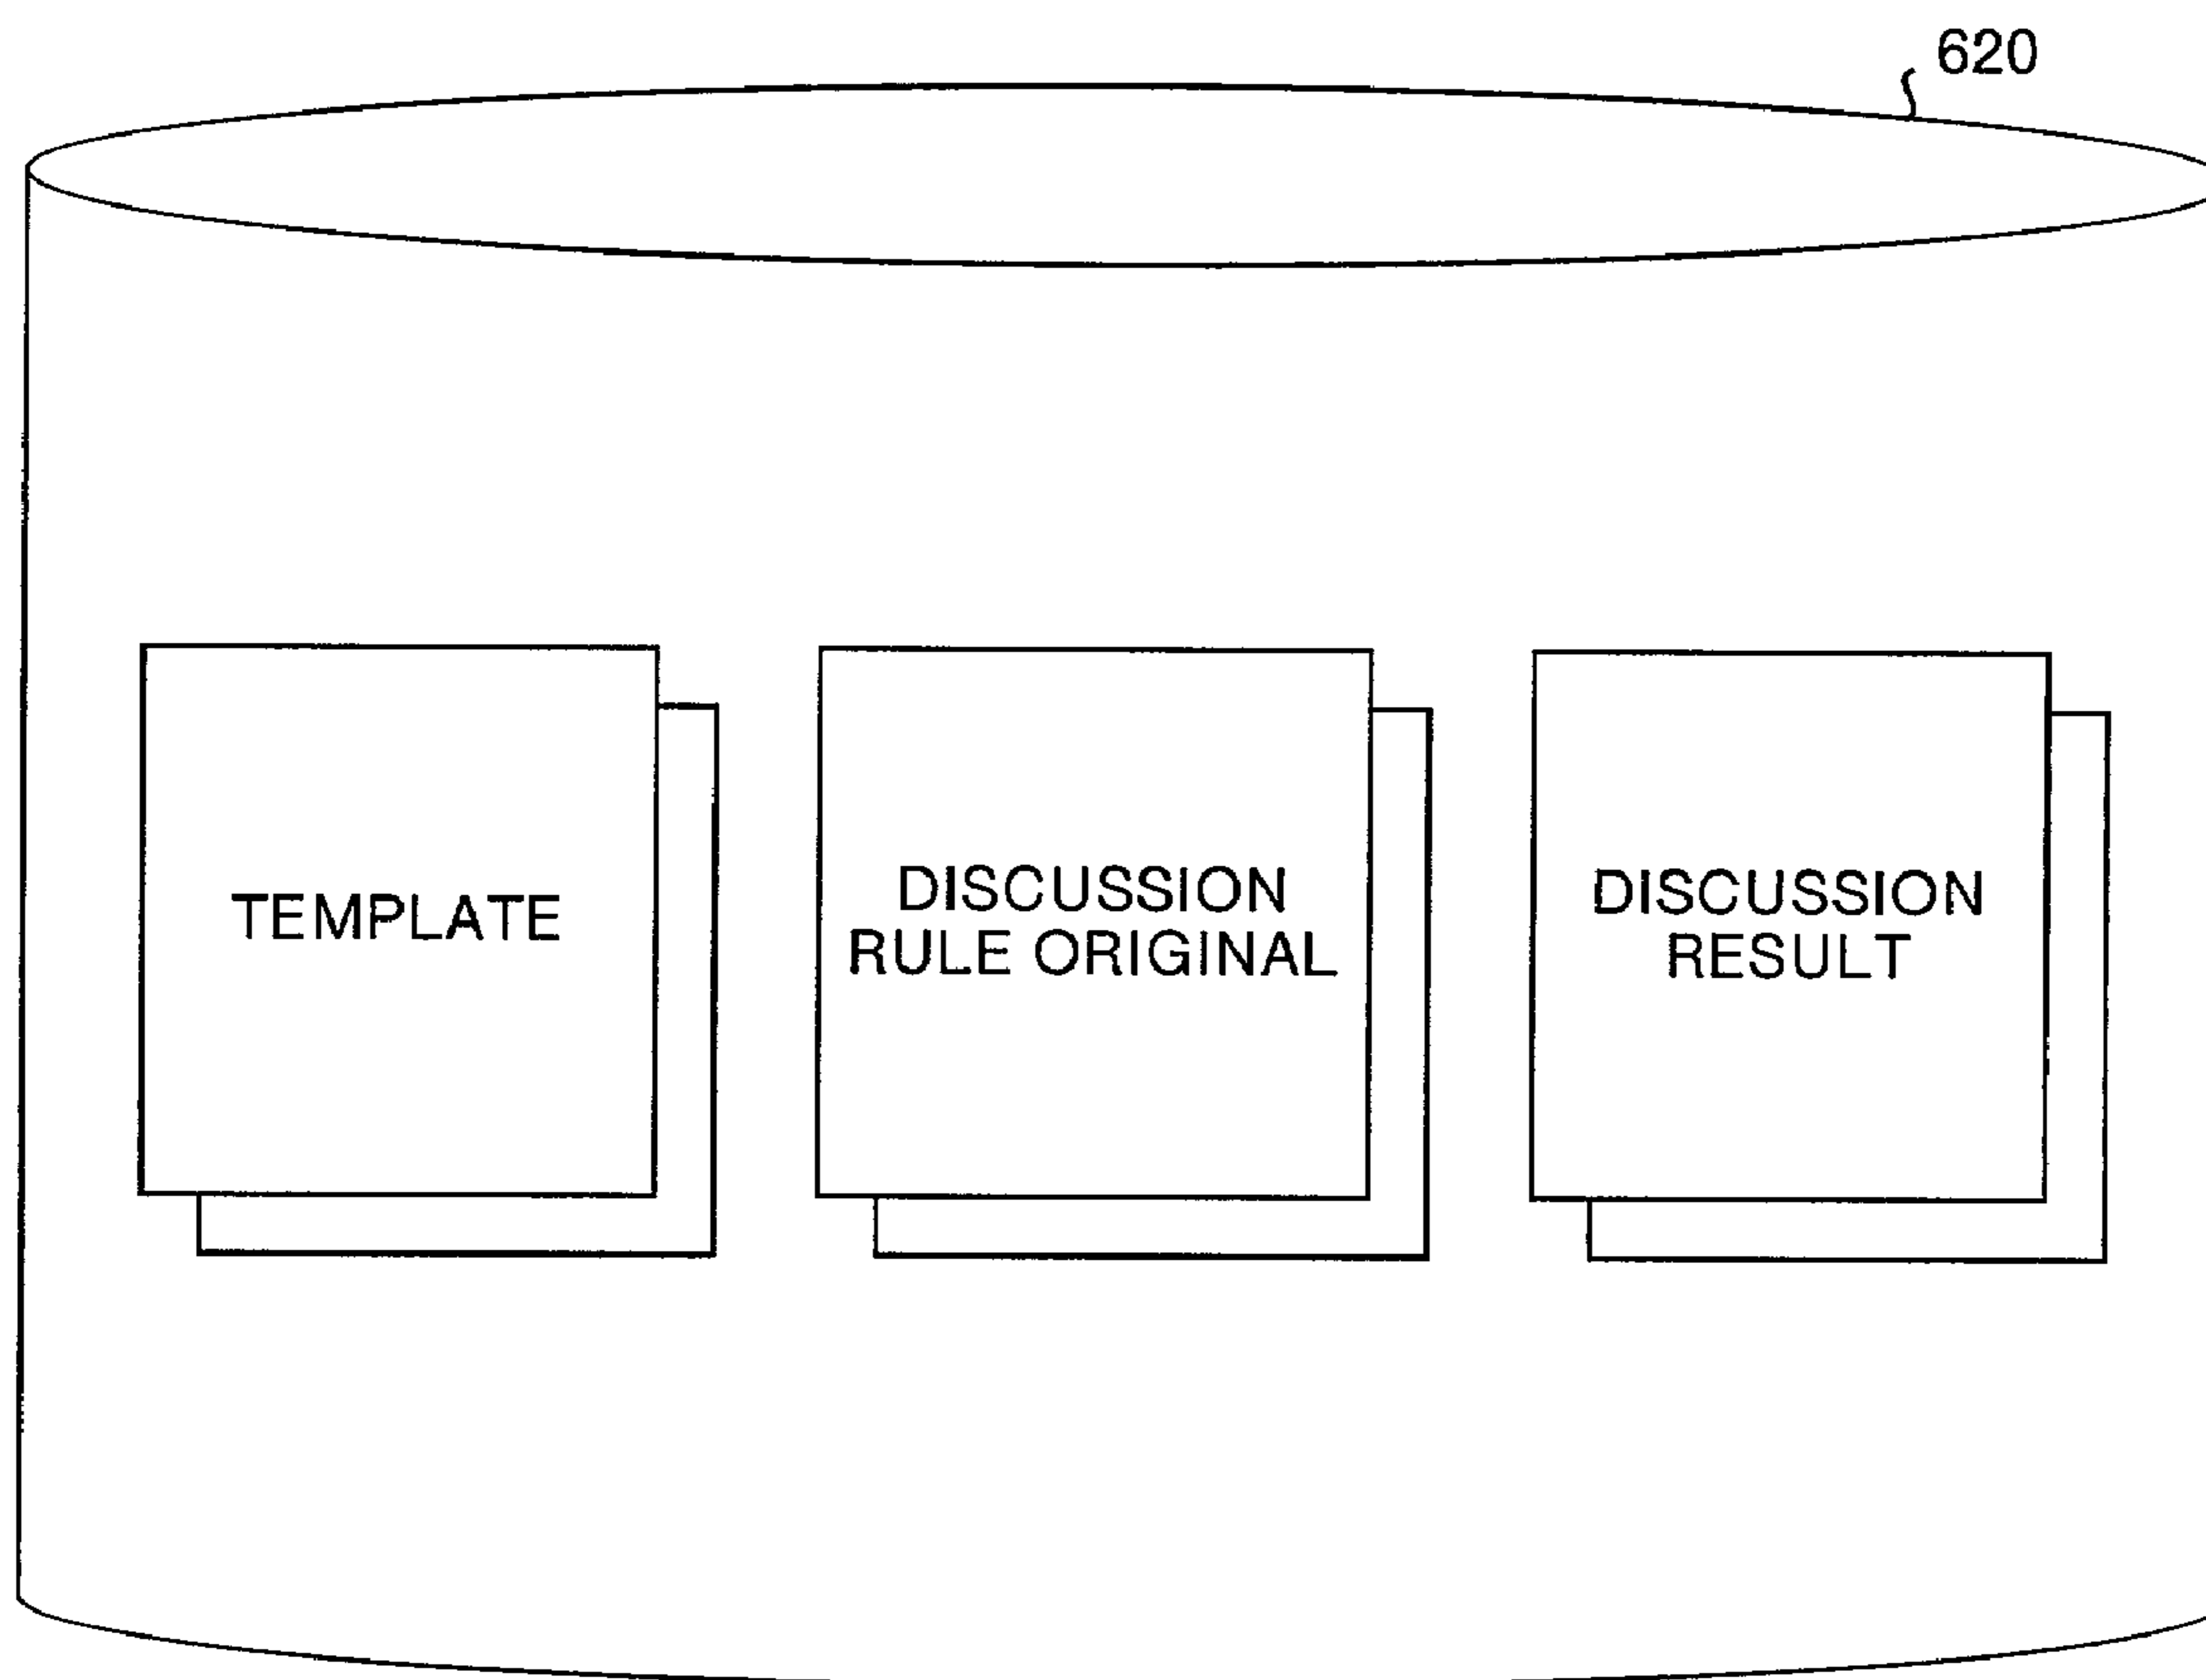 620
TEMPLATE
DISCUSSION
RULE ORIGINAL
DISCUSSION
RESULT